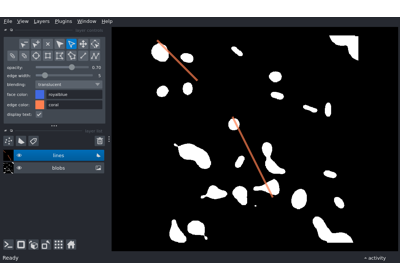 File View Layers Plugins Window Help
opacity: 0.70
edge width: 5
blending: translucent
face color: royalblue
edge color: coral
display text: ✓
lines
blobs
Ready
activity